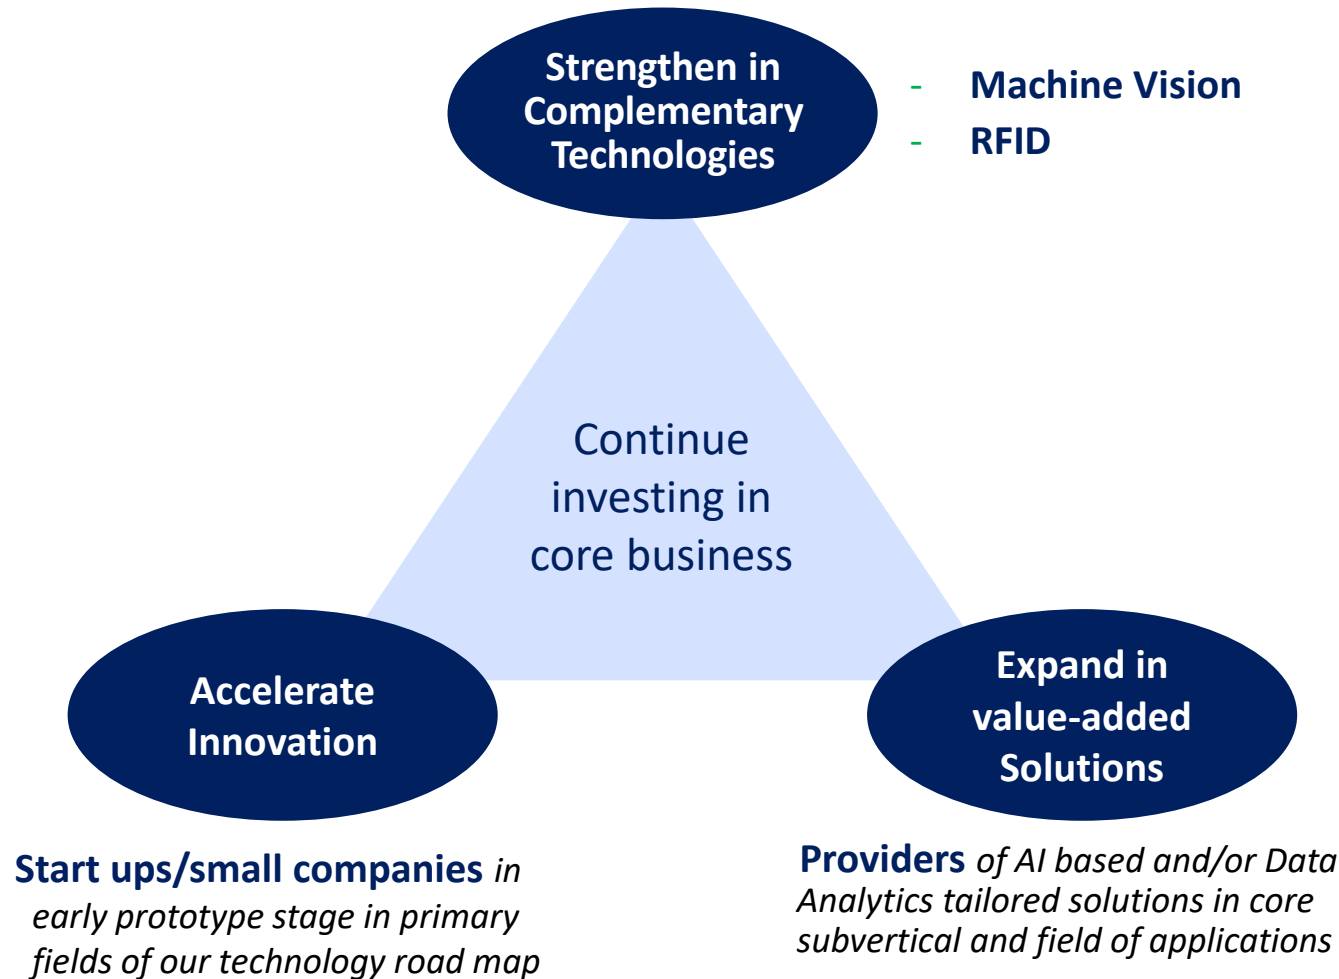 Strengthen in
Complementary
Technologies
- Machine Vision
- RFID
Continue
investing in
core business
Accelerate
Innovation
Expand in
value-added
Solutions
Start ups/small companies in
early prototype stage in primary
fields of our technology road map
Providers of AI based and/or Data
Analytics tailored solutions in core
subvertical and field of applications